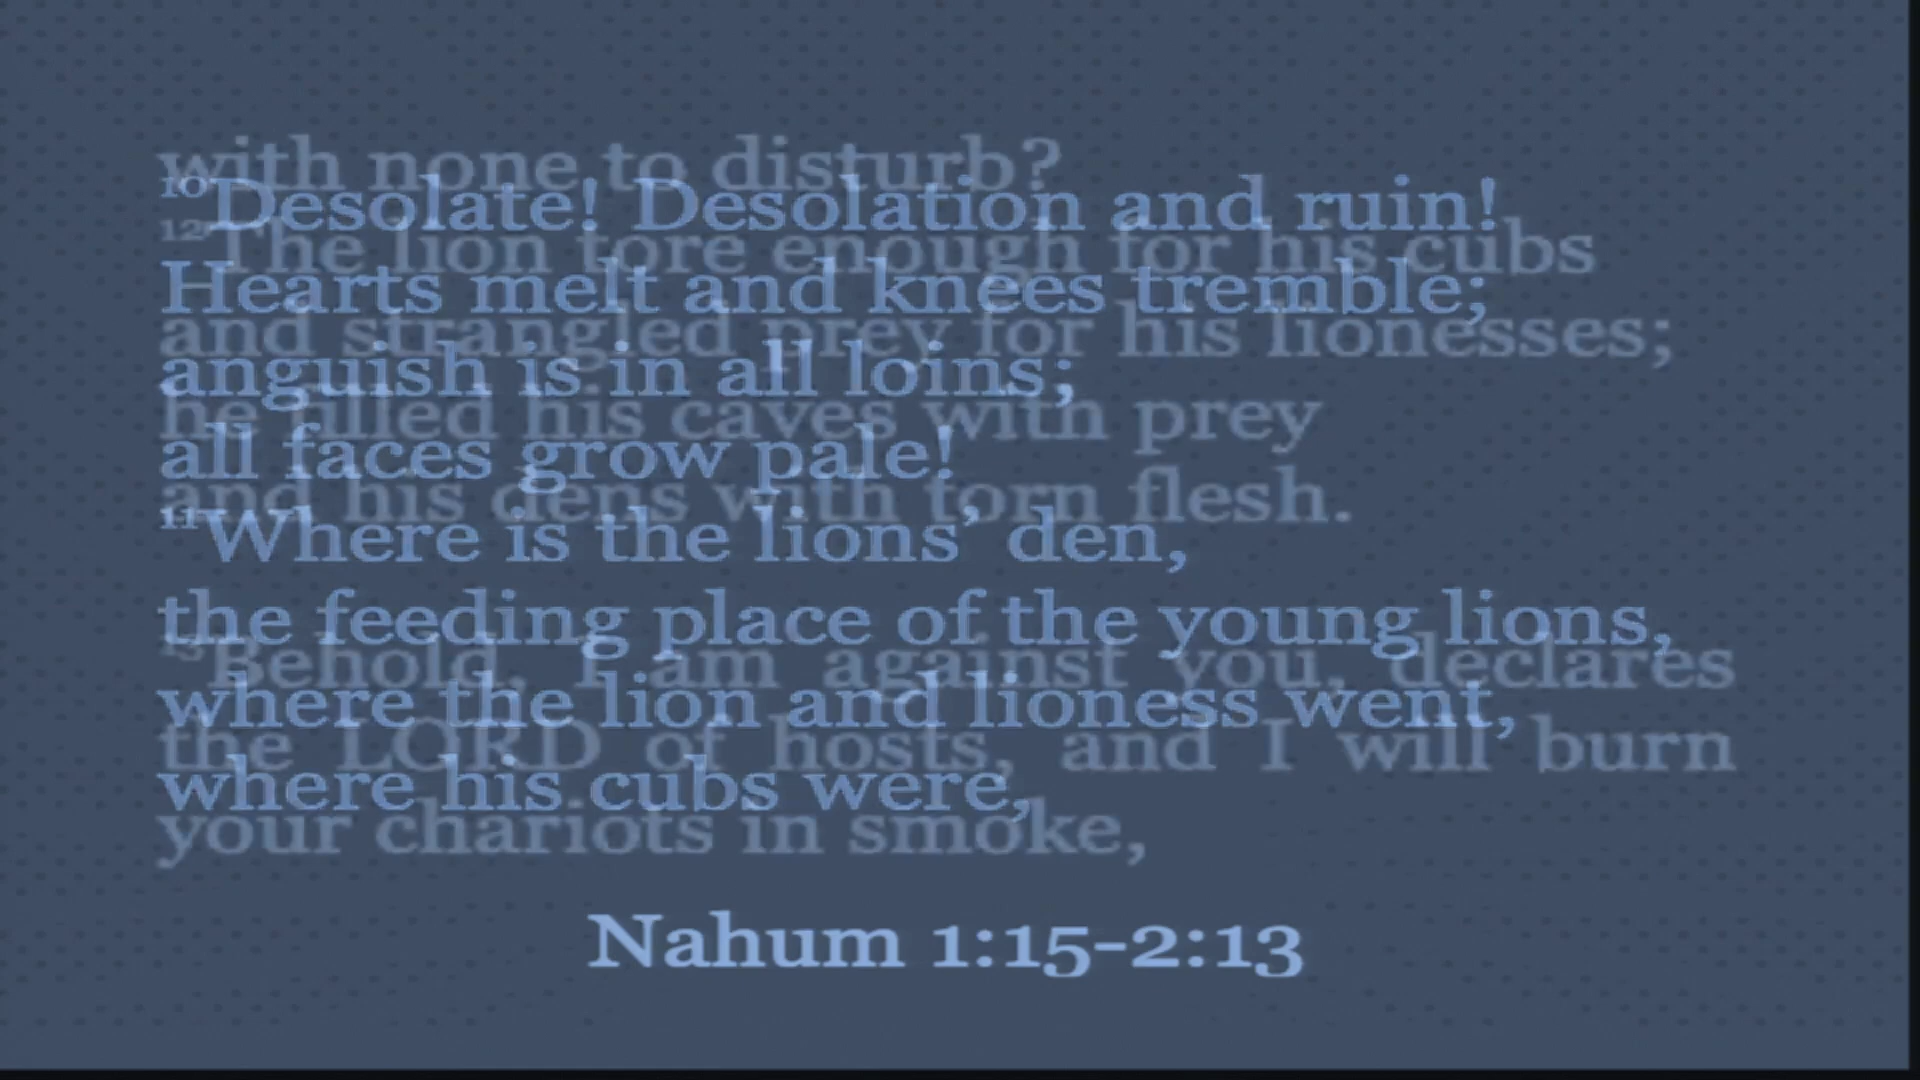 with none to disturb?
10Desolate! Desolation and ruin!
12The lion tore enough for his cubs
Hearts melt and knees tremble;
and strangled prey for his lionesses;
anguish is in all loins;
he filled his caves with prey
all faces grow pale!
and his dens with torn flesh.
11Where is the lions’ den,
the feeding place of the young lions,
13Behold, I am against you, declares
where the lion and lioness went,
the LORD of hosts, and I will burn
where his cubs were,
your chariots in smoke,
Nahum 1:15-2:13